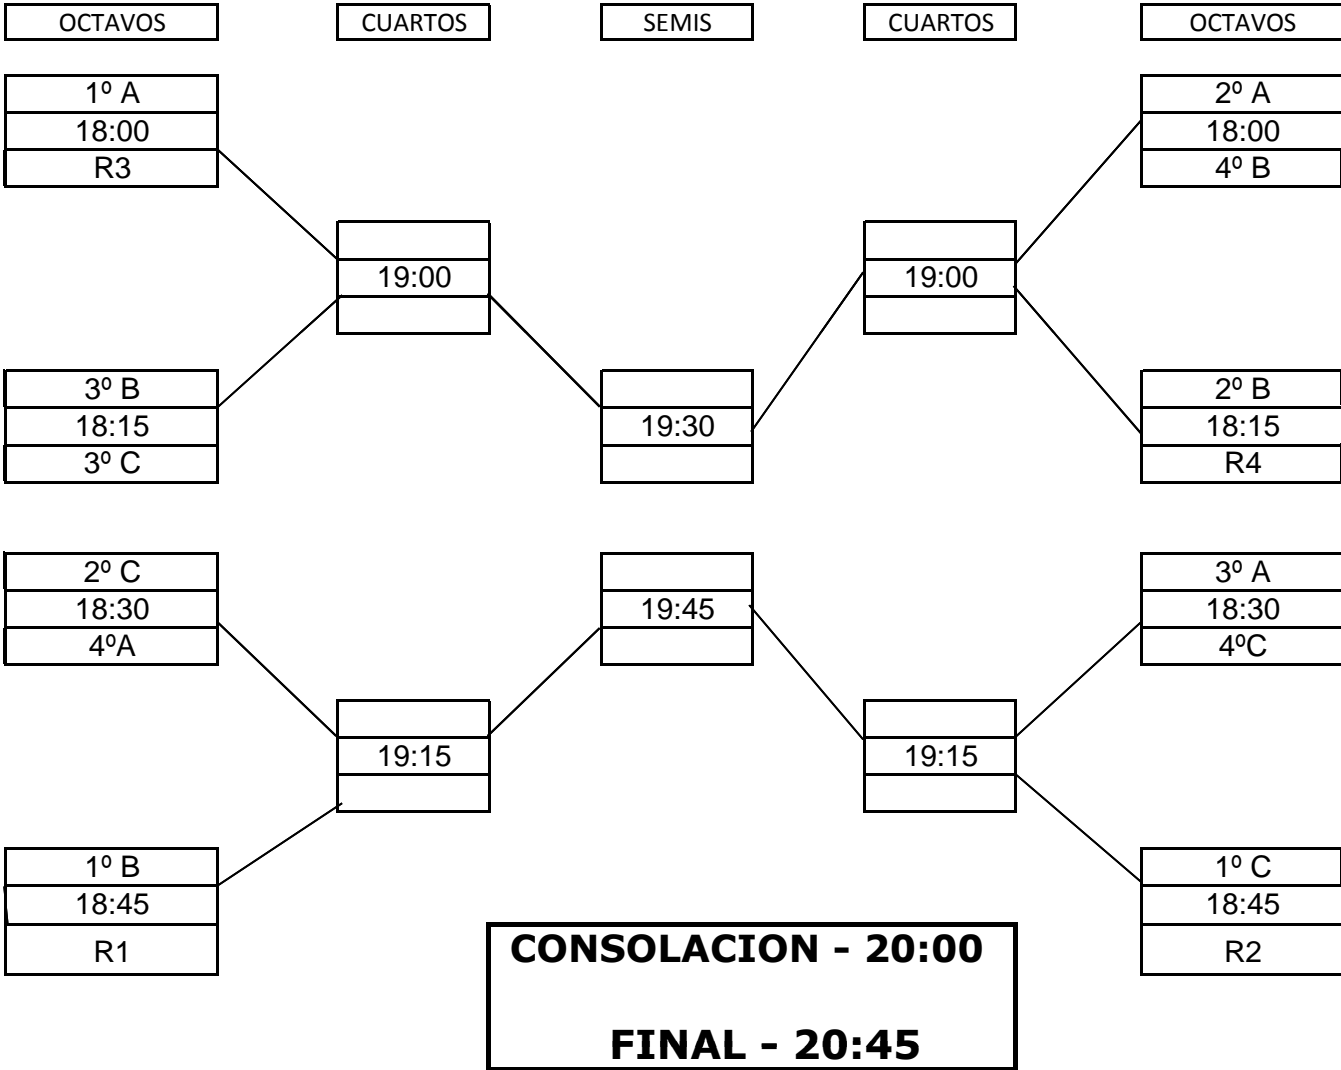 OCTAVOS
CUARTOS
SEMIS
CUARTOS
OCTAVOS
1º A
18:00
R3
2º A
18:00
4º B
19:00
19:00
3º B
18:15
3º C
19:30
2º B
18:15
R4
2º C
18:30
4ºA
19:45
3º A
18:30
4ºC
19:15
19:15
1º B
18:45
R1
1º C
18:45
R2
CONSOLACION - 20:00
FINAL - 20:45